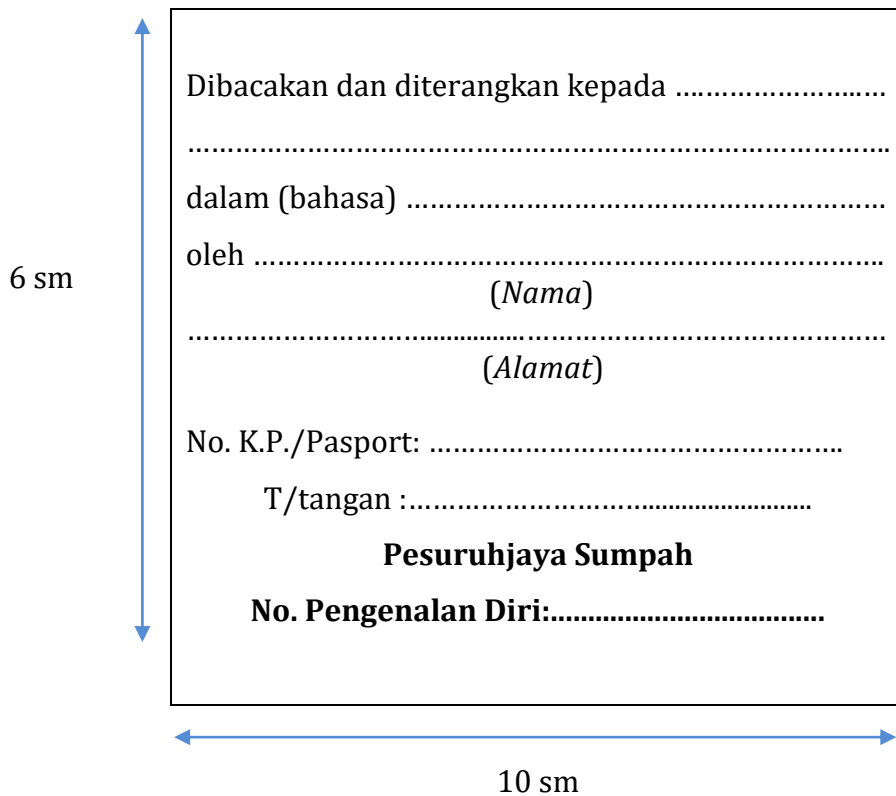 Dibacakan dan diterangkan kepada ….…………………..…
…………………………………………………………………………….
dalam (bahasa) ……………………………………………………
oleh …………………………………………………………………….
(Nama)
…………………………................………………………………………
(Alamat)
6 sm
No. K.P./Pasport: …………………………………………….
T/tangan :…………………………............................
Pesuruhjaya Sumpah
No. Pengenalan Diri:.....................................
10 sm